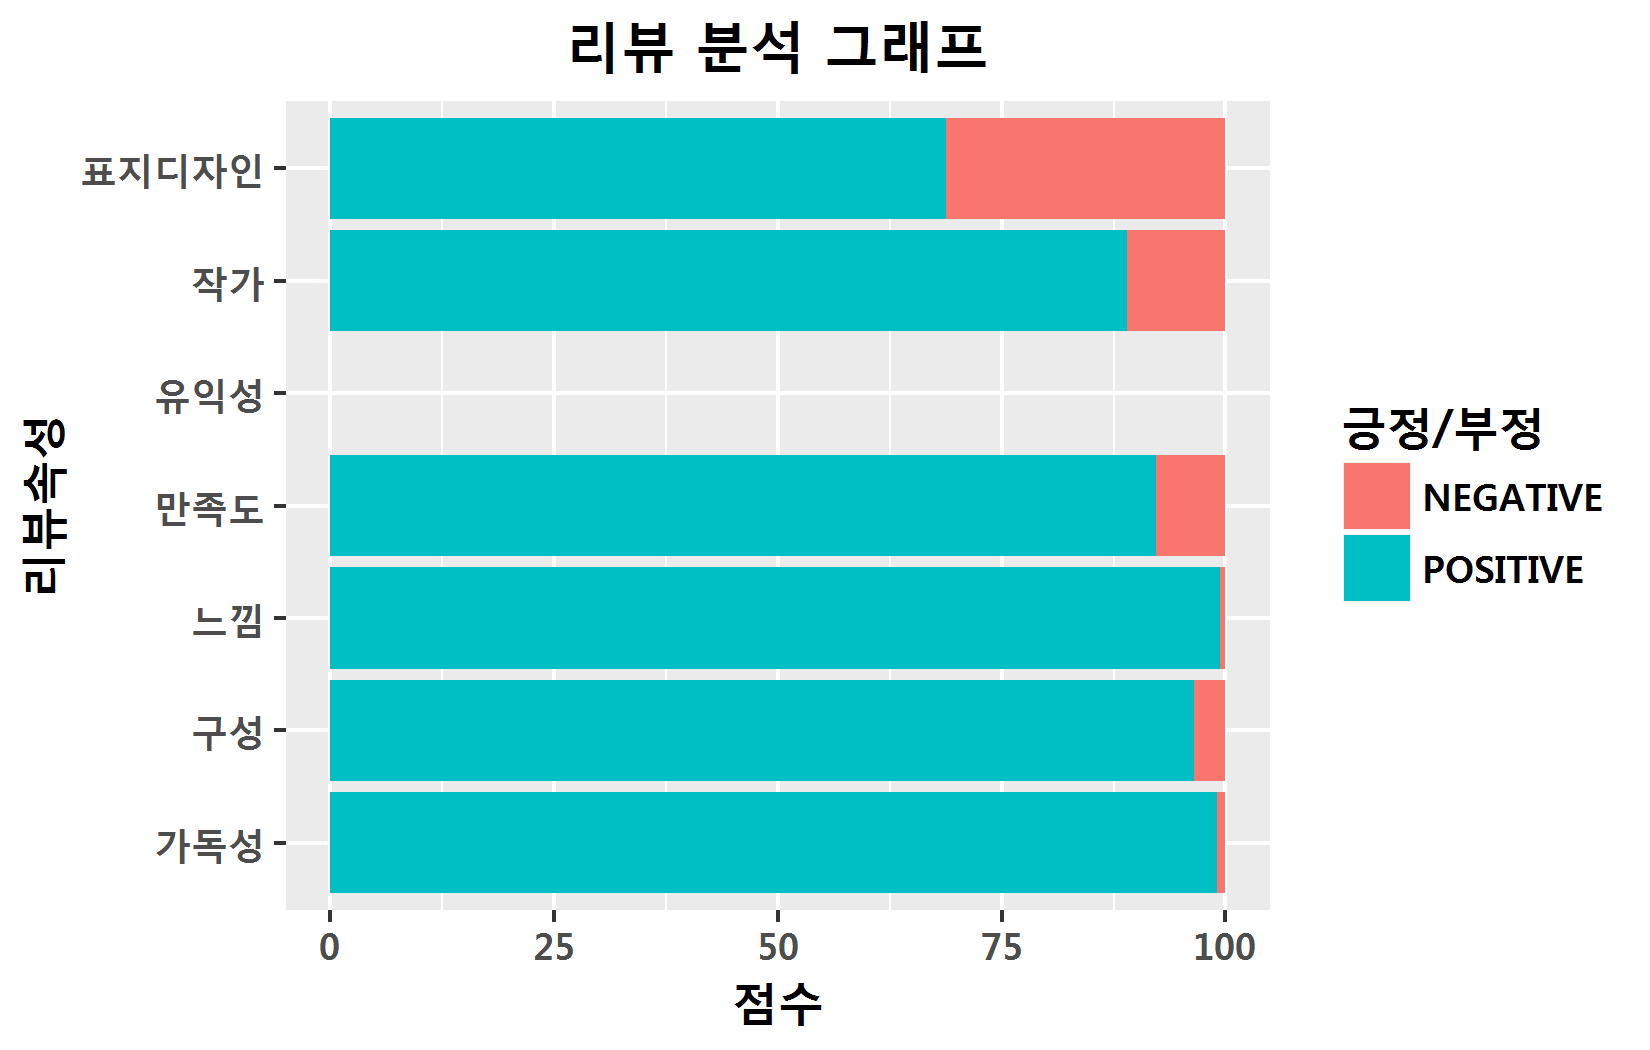 리뷰 분석 그래프
표지디자인
작가
유익성
만족도
느낌
구성
가독성
리뷰속성
0 25 50 75 100
점수
긍정/부정
NEGATIVE
POSITIVE